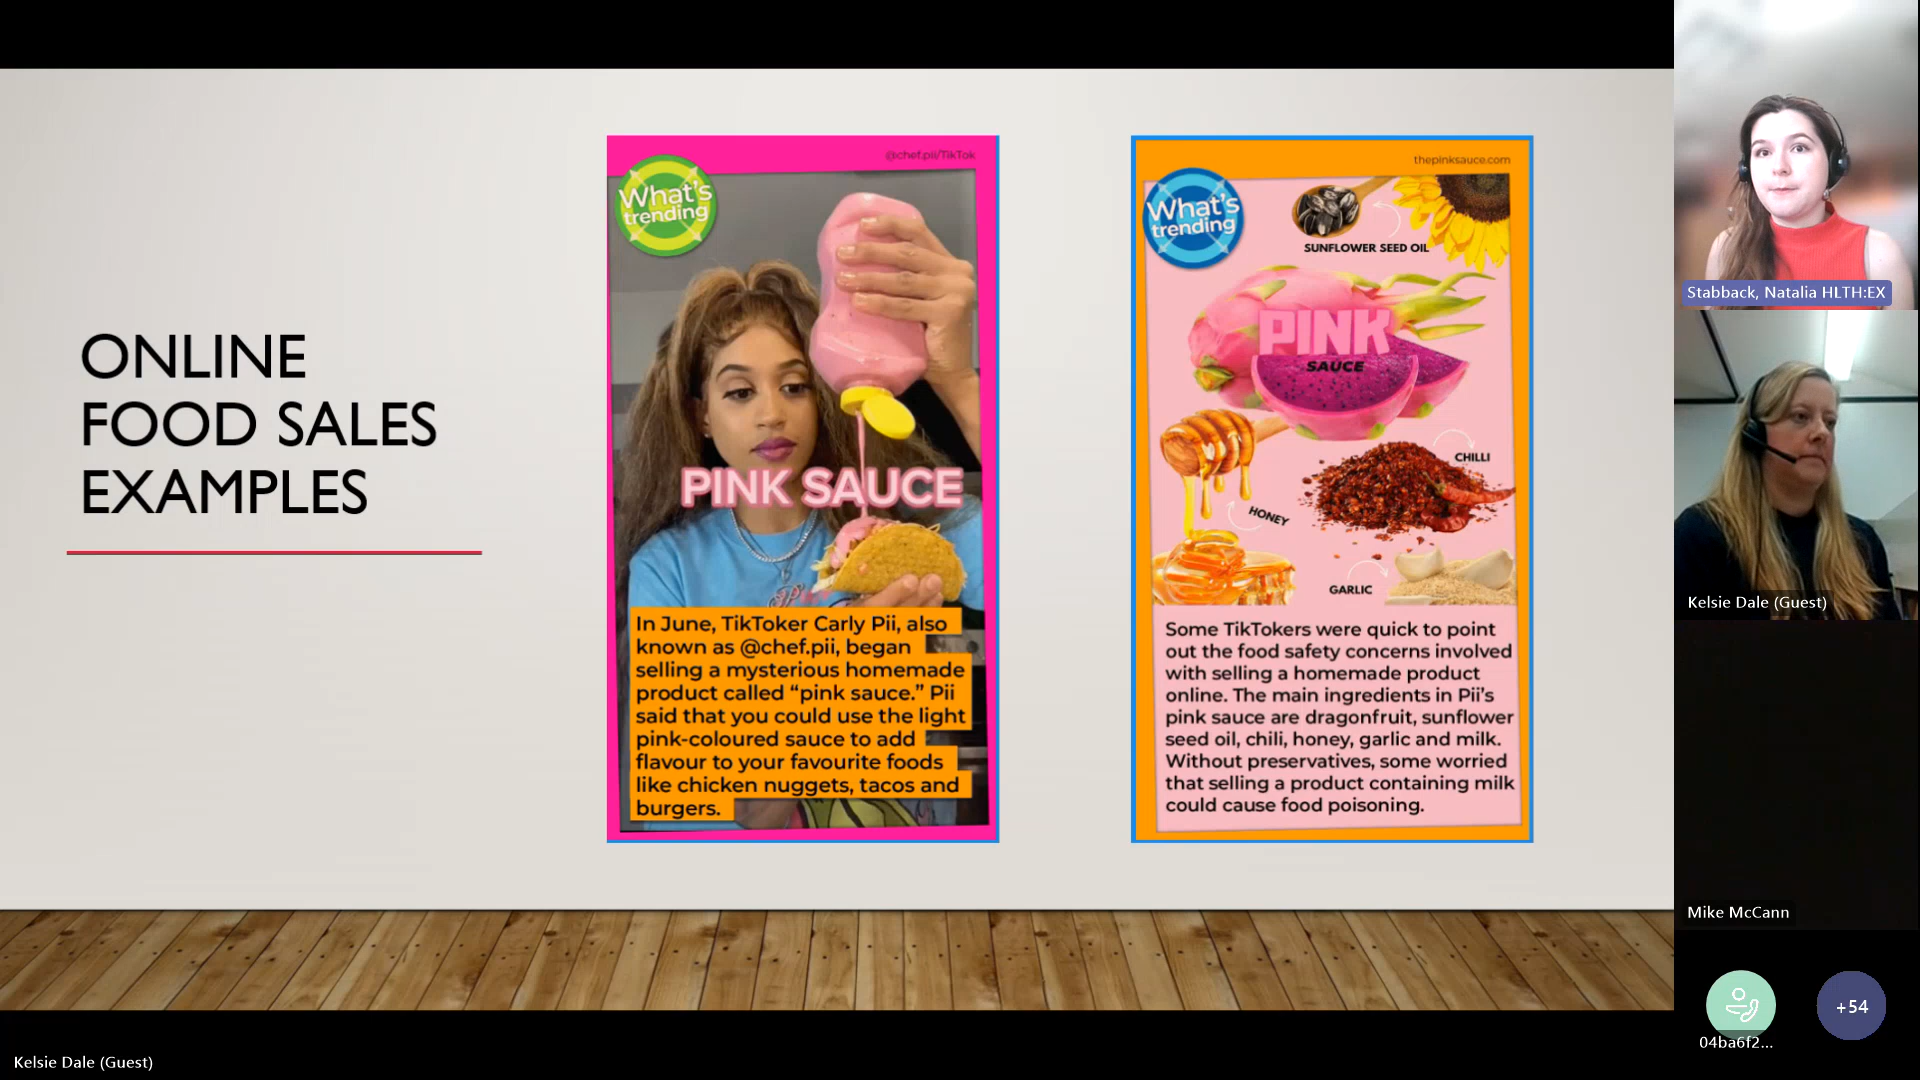 ONLINE
FOOD SALES
EXAMPLES
@chef.pii/TikTok
What's
trending
PINK SAUCE
In June, TikToker Carly Pii, also
known as @chef.pii, began
selling a mysterious homemade
product called “pink sauce.” Pii
said that you could use the light
pink-coloured sauce to add
flavour to your favourite foods
like chicken nuggets, tacos and
burgers.
thepinksauce.com
What's
trending
SUNFLOWER SEED OIL
PINK
SAUCE
CHILLI
HONEY
GARLIC
Some TikTokers were quick to point
out the food safety concerns involved
with selling a homemade product
online. The main ingredients in Pii’s
pink sauce are dragonfruit, sunflower
seed oil, chili, honey, garlic and milk.
Without preservatives, some worried
that selling a product containing milk
could cause food poisoning.
Stabback, Natalia HLTH:EX
Kelsie Dale (Guest)
Mike McCann
04ba6f2...
+54
Kelsie Dale (Guest)